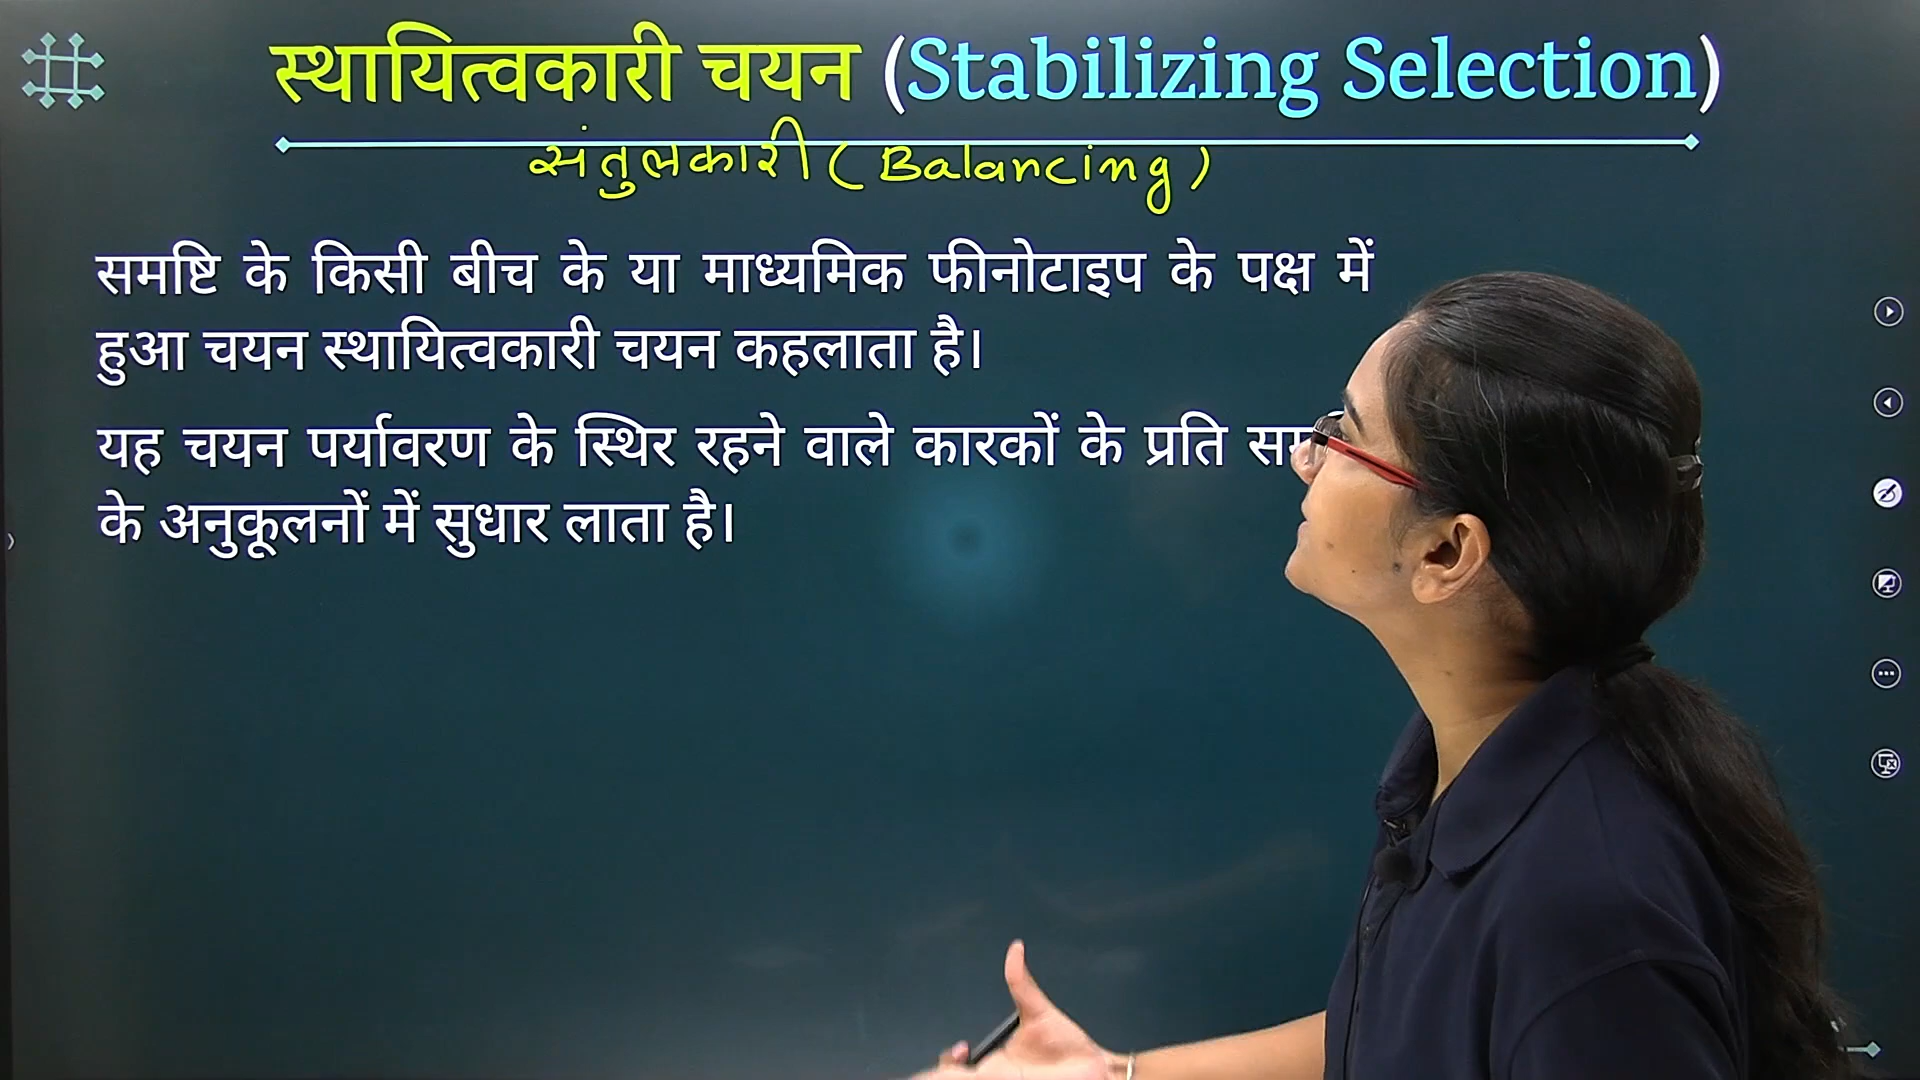 स्थायित्वकारी चयन (Stabilizing Selection)
संतुलकारी ( Balancing )
समष्टि के किसी बीच के या माध्यमिक फीनोटाइप के पक्ष में
हुआ चयन स्थायित्वकारी चयन कहलाता है।
यह चयन पर्यावरण के स्थिर रहने वाले कारकों के प्रति
के अनुकूलनों में सुधार लाता है।